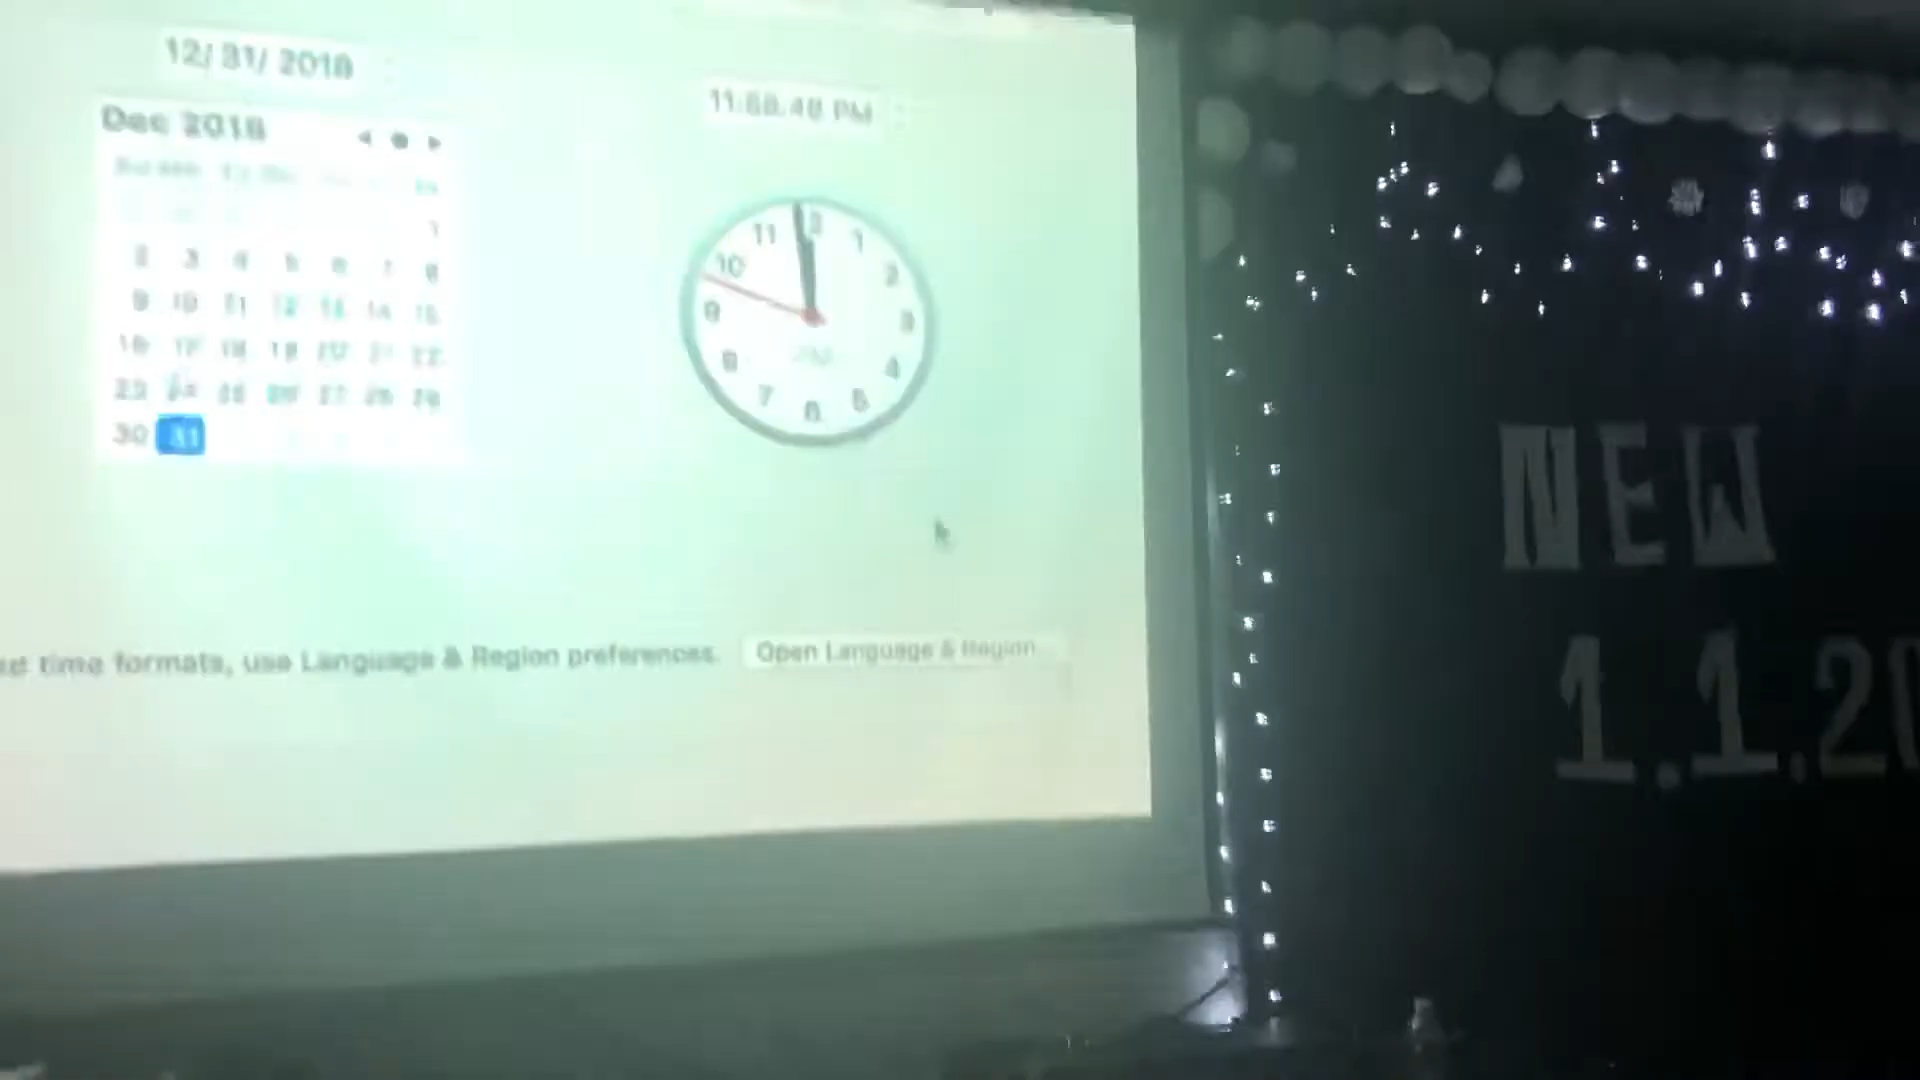 12/31/2018
Dec 2018
11:58:48 PM
1
2 3 4 5 6 7 8
9 10 11 12 13 14 15
16 17 18 19 20 21 22
23 24 25 26 27 28 29
30 31
11 12 1
10 2
9 3
8 4
7 6 5
time formats, use Language & Region preferences.
Open Language & Region
NEW
1.1.20